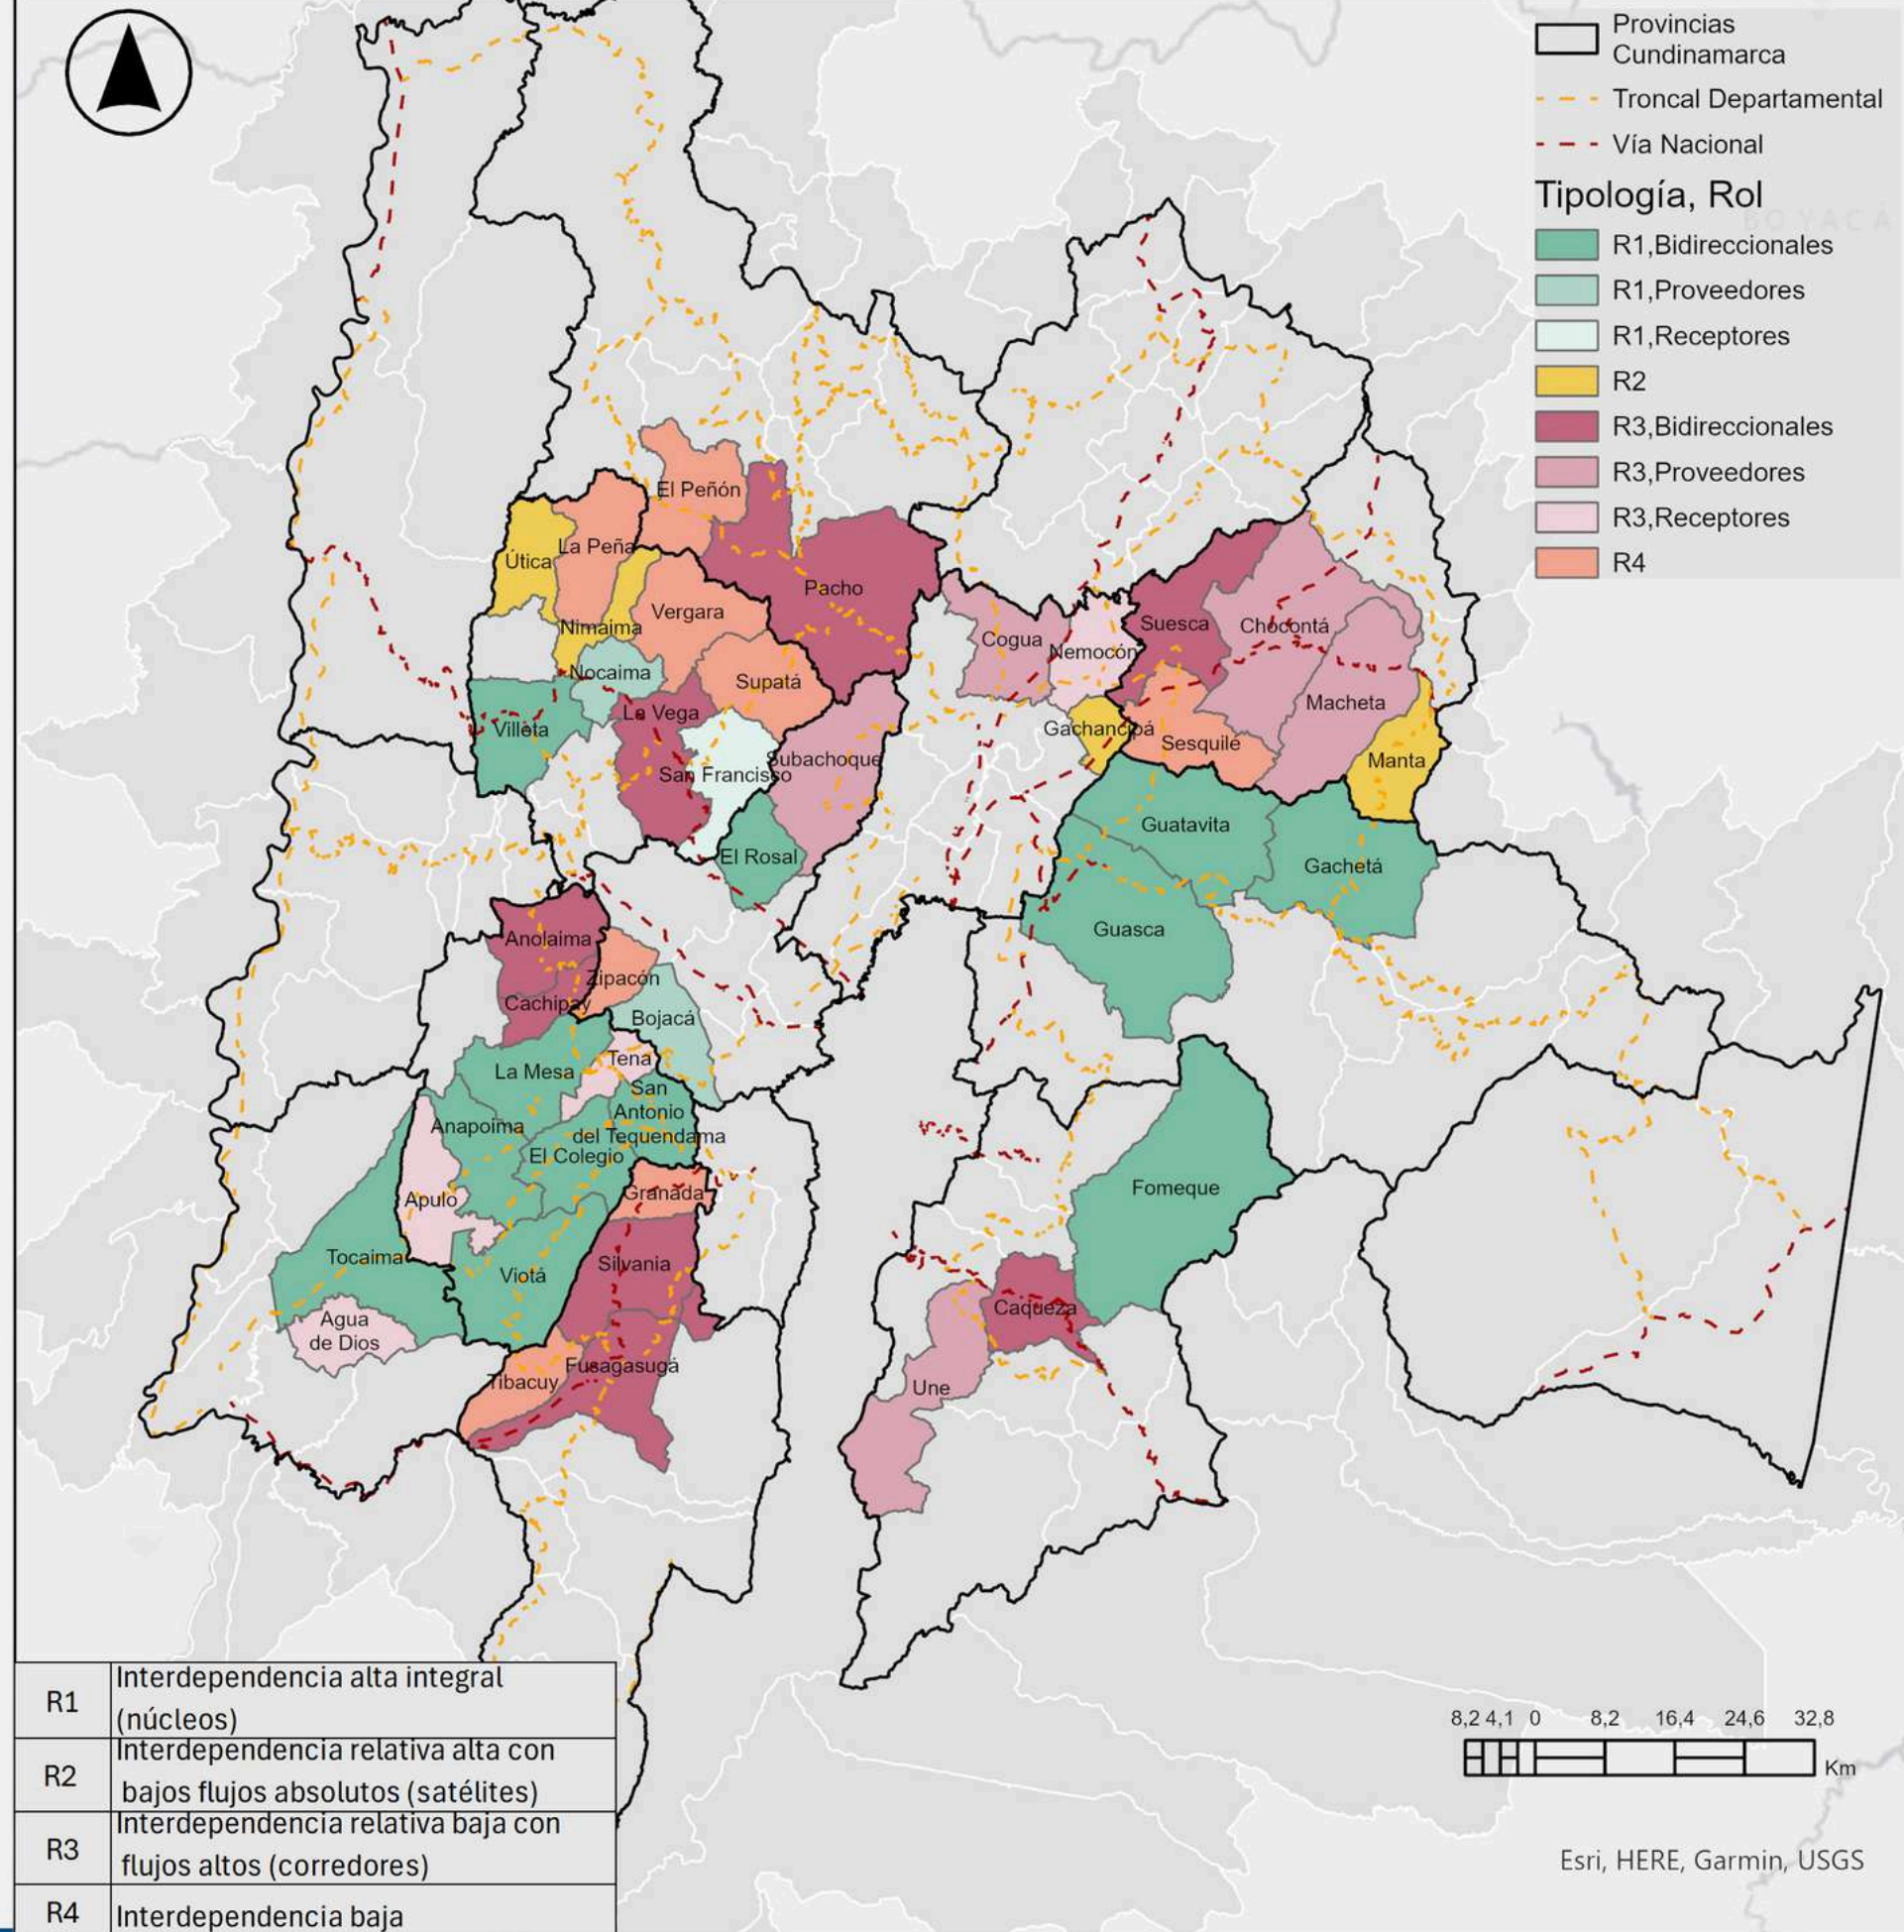 Provincias
Cundinamarca
Troncal Departamental
Vía Nacional
Tipología, Rol
BOYACÁ
R1,Bidireccionales
R1,Proveedores
R1,Receptores
R2
R3,Bidireccionales
R3,Proveedores
R3,Receptores
R4
El Peñón
La Peña
Útica
Pacho
Vergara
Nimaima
Suesca
Chocontá
Cogua
Nemocón
Nocaima
Supatá
Macheta
La Vega
Villeta
Gachancipá
Sesquilé
Subachoque
Manta
San Francisco
Guatavita
El Rosal
Gachetá
Guasca
Anolaima
Zipacón
Cachipay
Bojacá
Tena
La Mesa
San
Antonio
del Tequendama
Anapoima
El Colegio
Fomeque
Granada
Apulo
Tocaima
Silvania
Viotá
Caqueza
Agua
de Dios
Fusagasugá
Tibacuy
Une
R1
Interdependencia alta integral
(núcleos)
R2
Interdependencia relativa alta con
bajos flujos absolutos (satélites)
R3
Interdependencia relativa baja con
flujos altos (corredores)
R4
Interdependencia baja
8,2 4,1 0 8,2 16,4 24,6 32,8
Km
Esri, HERE, Garmin, USGS